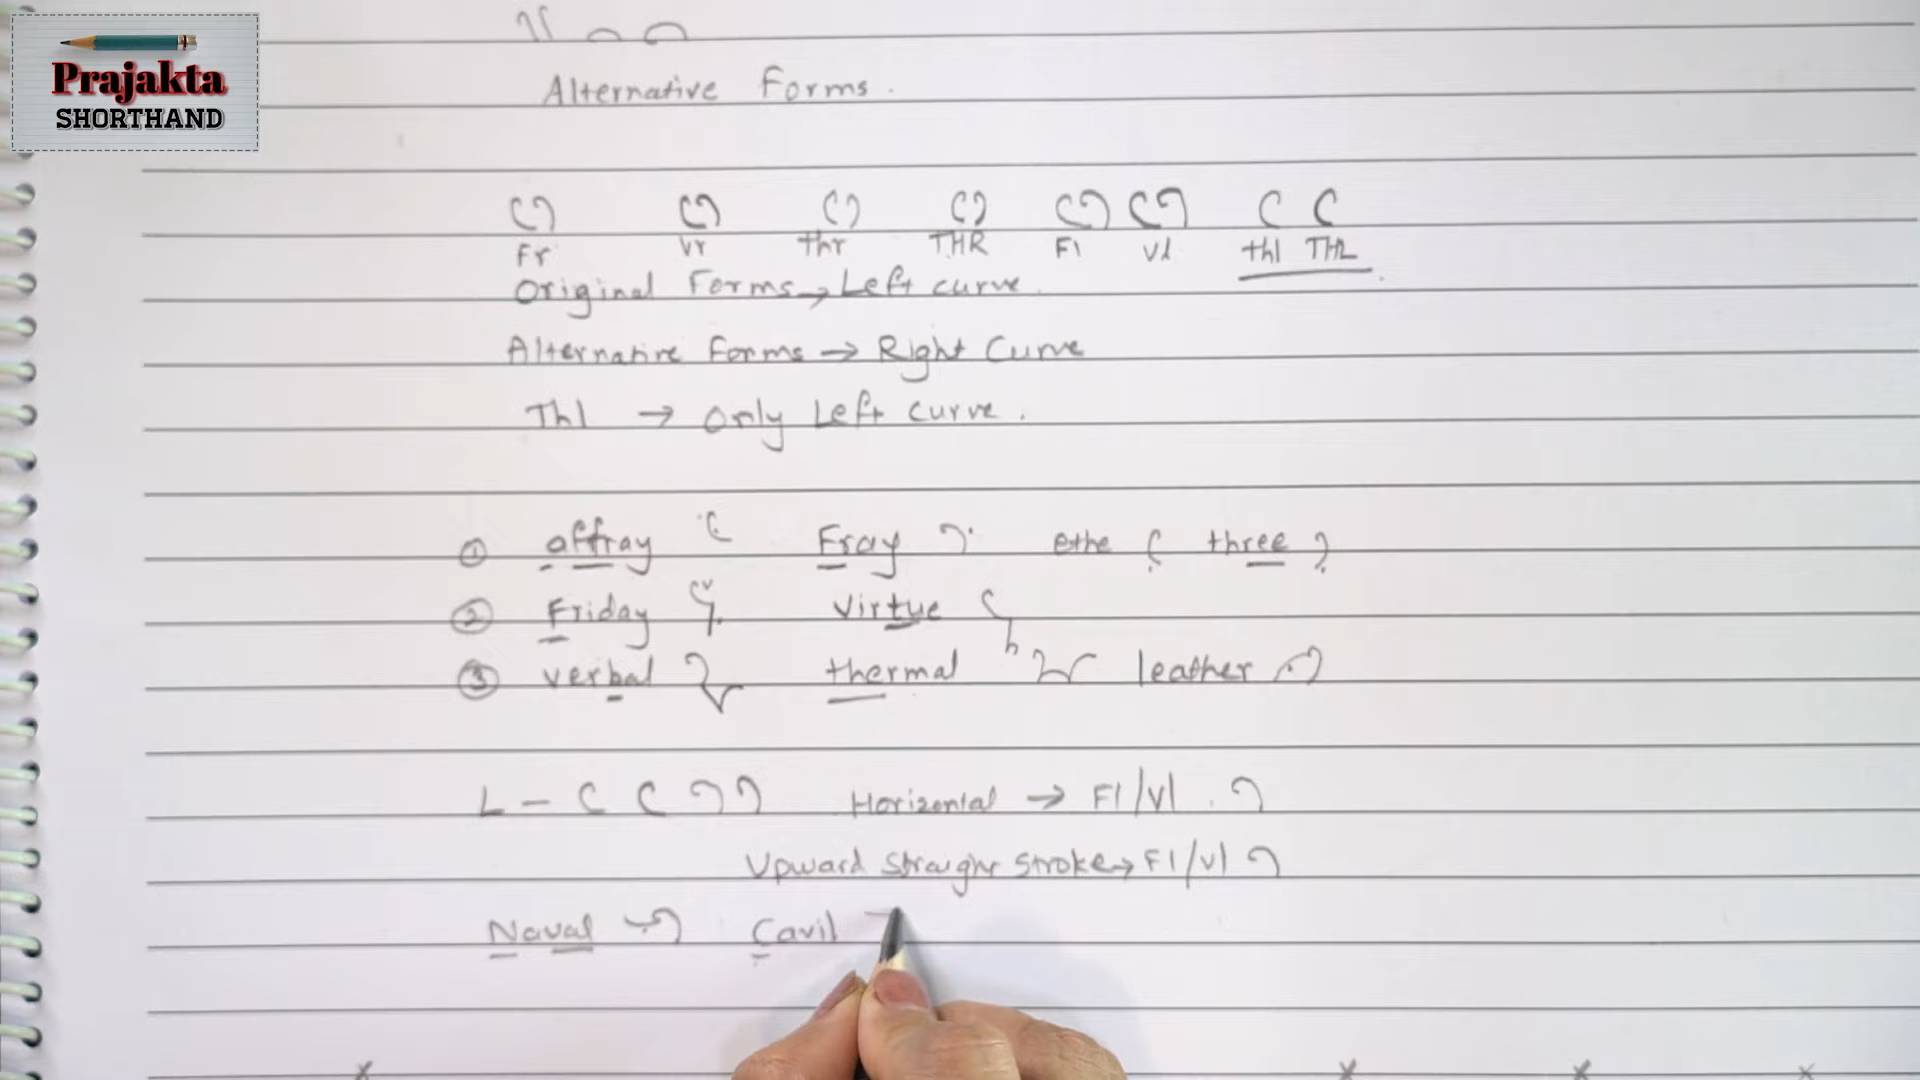 Prajakta
SHORTHAND
Alternative Forms.
Fr Vr thr THR Fl Vl thl THL
Original Forms → Left curve.
Alternative Forms → Right Curve
Thl → Only Left curve.
① affray Fray ethe three
② Friday Virtue
③ verbal thermal leather
L - Horizontal → Fl/Vl.
Upward Straight Stroke → Fl/Vl
Naval Cavil